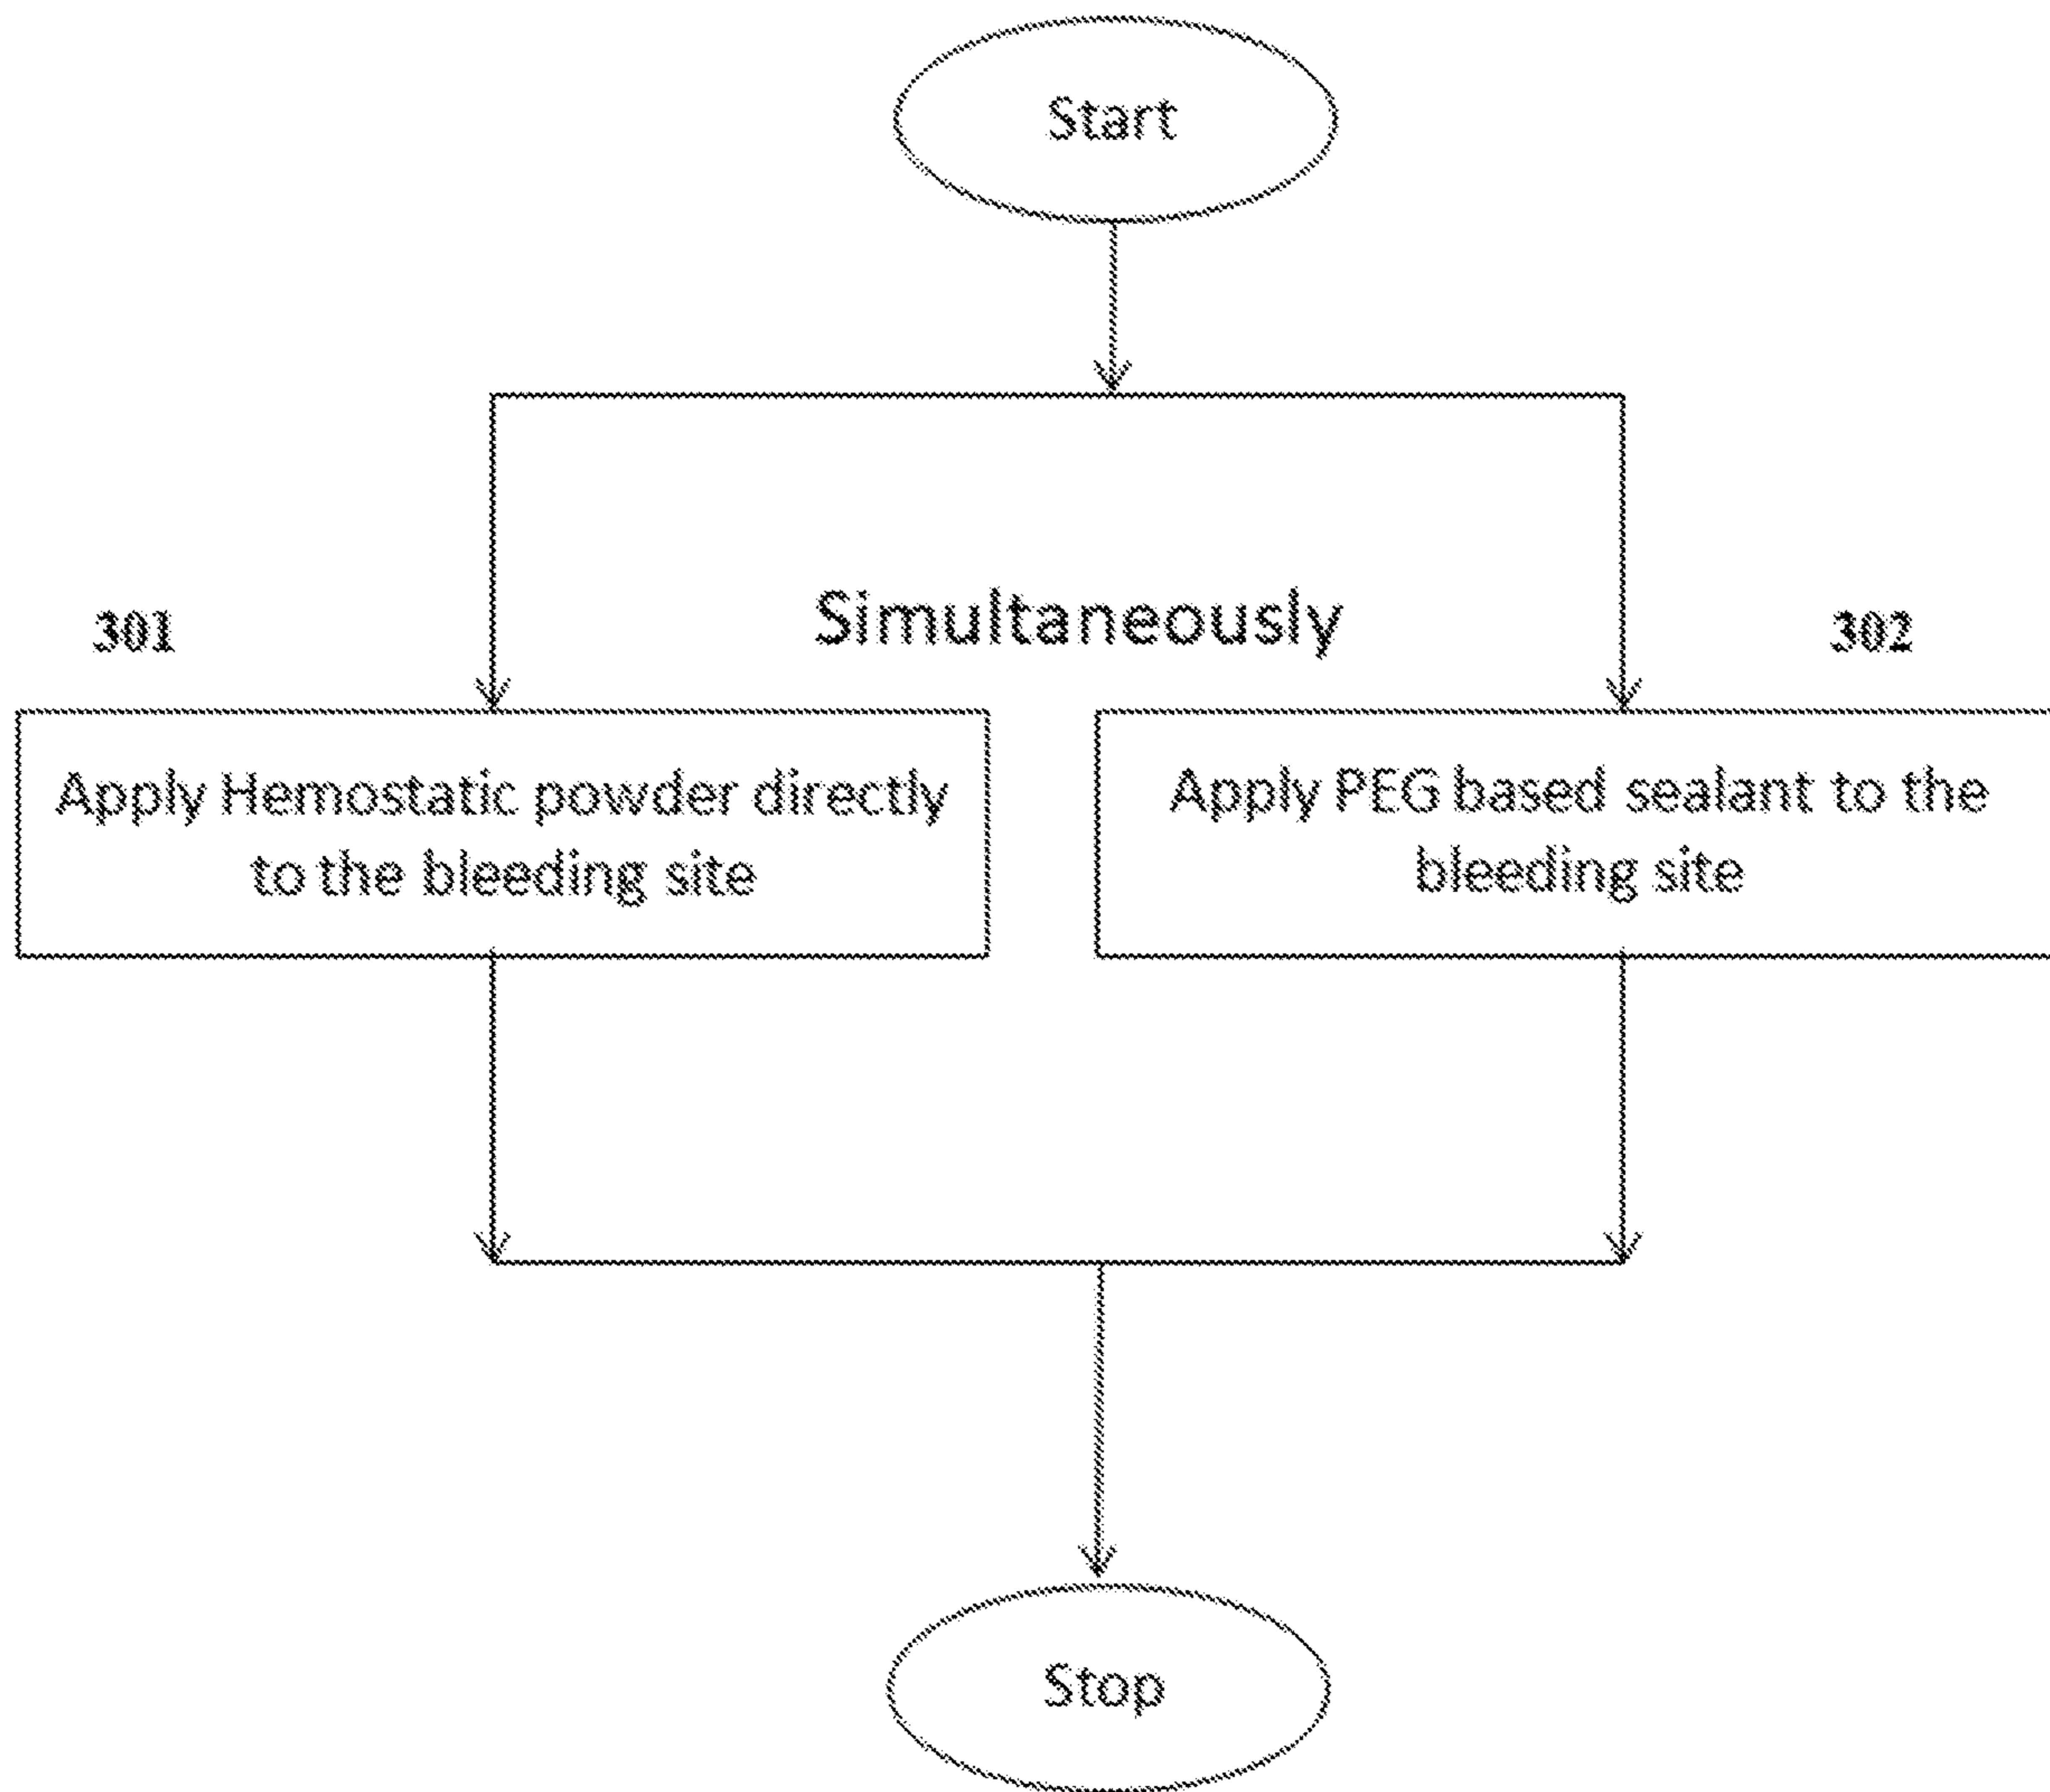 Start
Simultaneously
301
302
Apply Hemostatic powder directly
to the bleeding site
Apply PEG based sealant to the
bleeding site
Stop